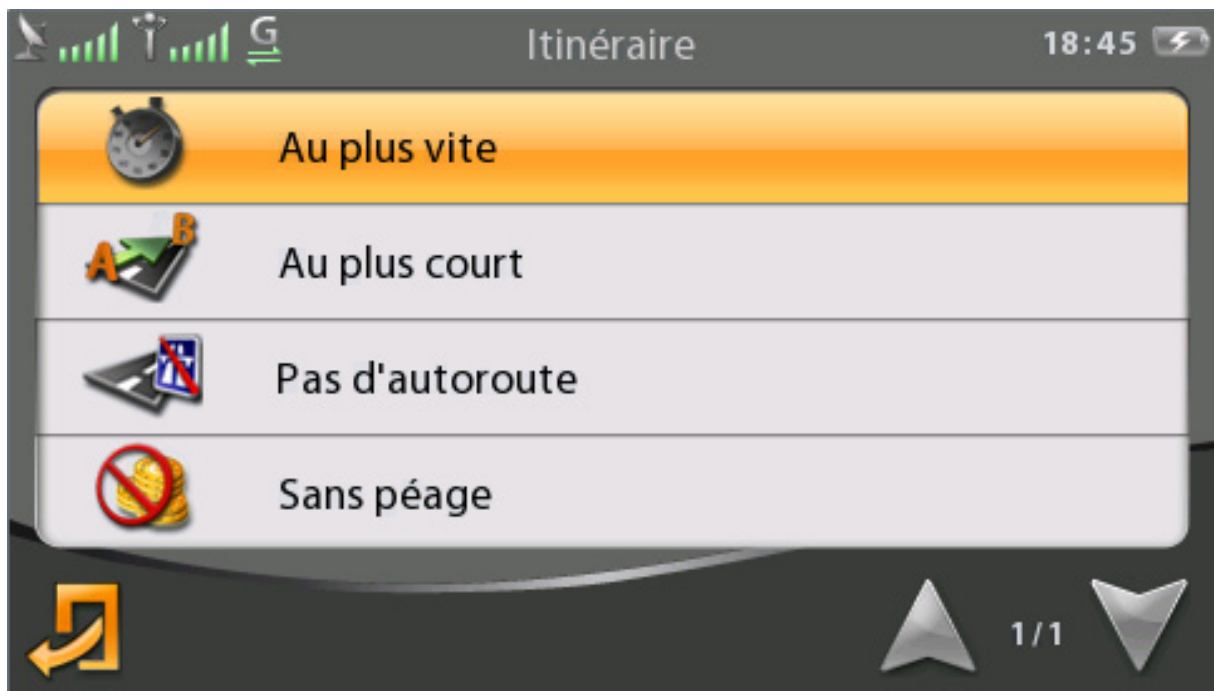 G Itinéraire 18:45
Au plus vite
A B
Au plus court
Pas d'autoroute
Sans péage
1/1